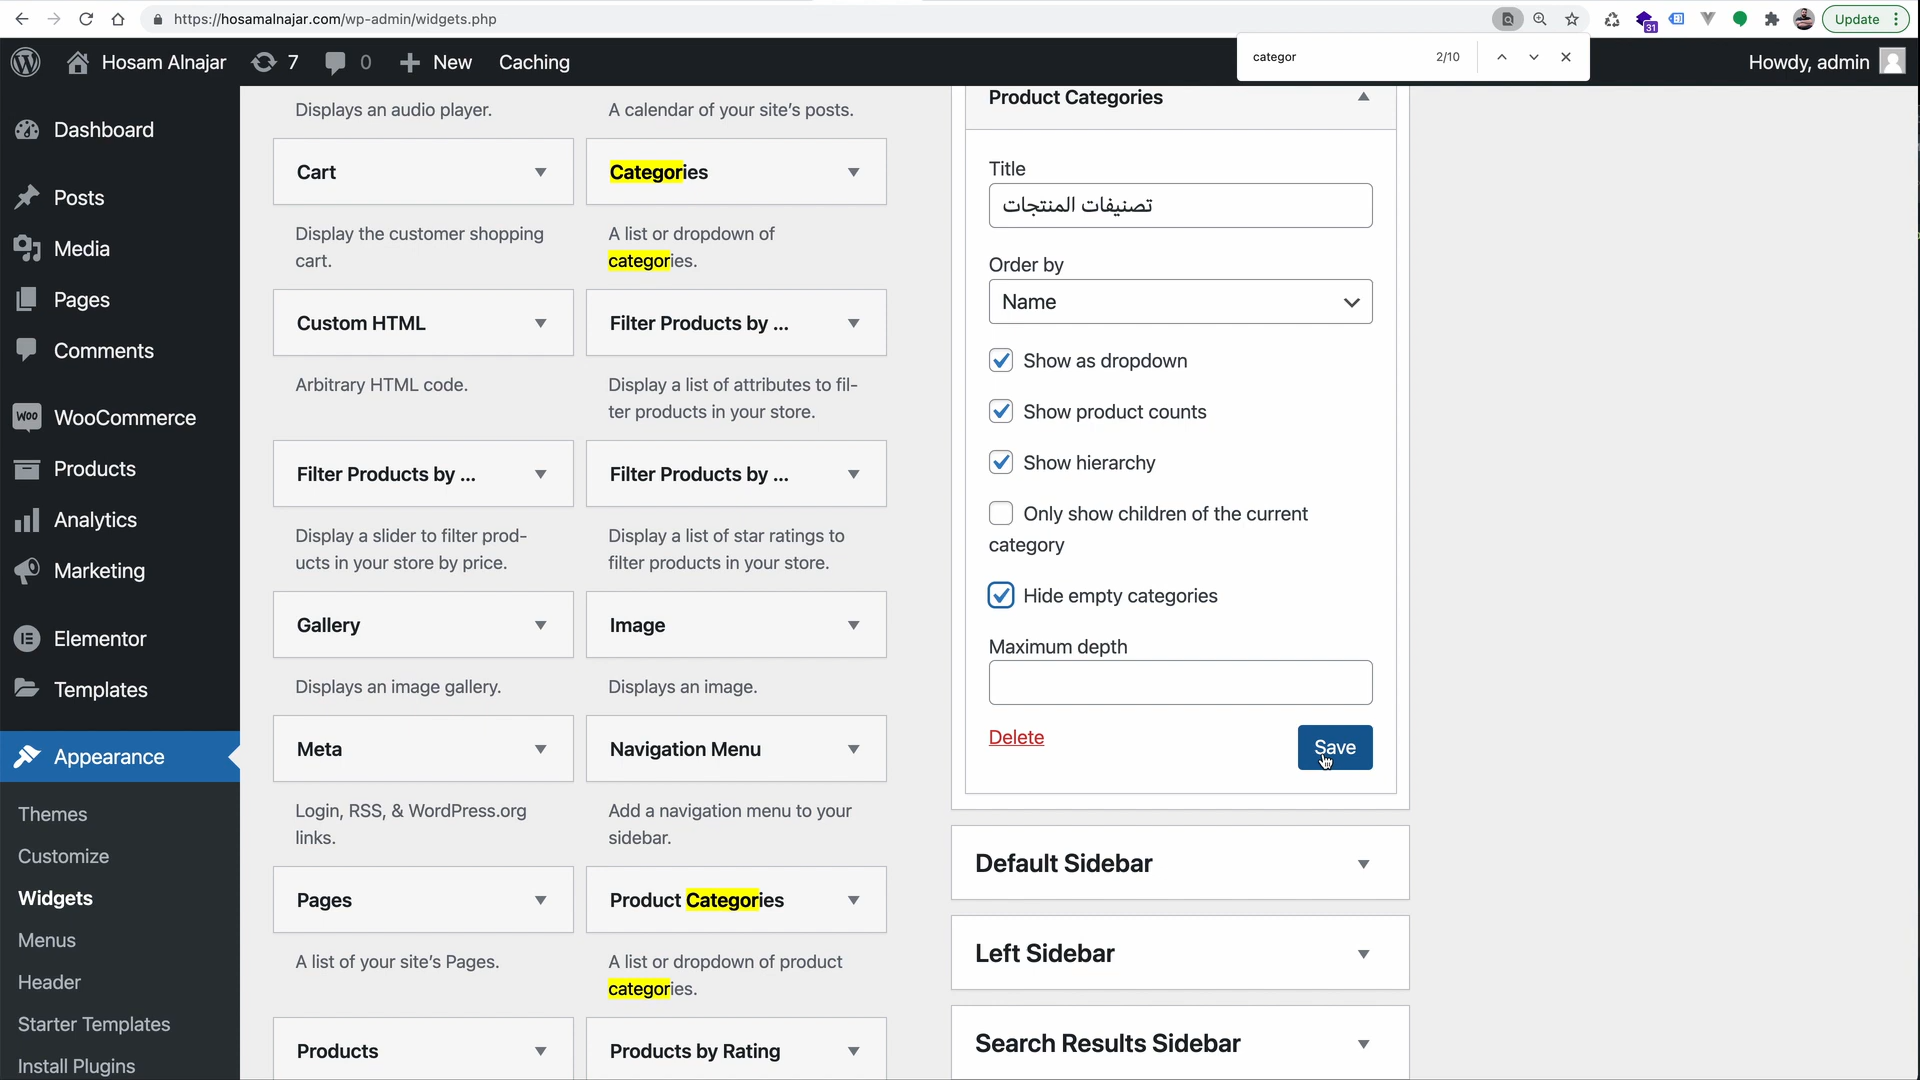 https://hosamalnajar.com/wp-admin/widgets.php
31
Update
categor
2/10
Hosam Alnajar
7
0
New
Caching
Howdy, admin
Dashboard
Posts
Media
Pages
Comments
WOO
WooCommerce
Products
Analytics
Marketing
Elementor
Templates
Appearance
Themes
Customize
Widgets
Menus
Header
Starter Templates
Install Plugins
Displays an audio player.
A calendar of your site's posts.
Cart
Categories
Display the customer shopping
cart.
A list or dropdown of
categories.
Custom HTML
Filter Products by ...
Arbitrary HTML code.
Display a list of attributes to fil-
ter products in your store.
Filter Products by ...
Filter Products by ...
Display a slider to filter prod-
ucts in your store by price.
Display a list of star ratings to
filter products in your store.
Gallery
Image
Displays an image gallery.
Displays an image.
Meta
Navigation Menu
Login, RSS, & WordPress.org
links.
Add a navigation menu to your
sidebar.
Pages
Product Categories
A list of your site's Pages.
A list or dropdown of product
categories.
Products
Products by Rating
Product Categories
Title
تصنيفات المنتجات
Order by
Name
Show as dropdown
Show product counts
Show hierarchy
Only show children of the current
category
Hide empty categories
Maximum depth
Delete
Save
Default Sidebar
Left Sidebar
Search Results Sidebar